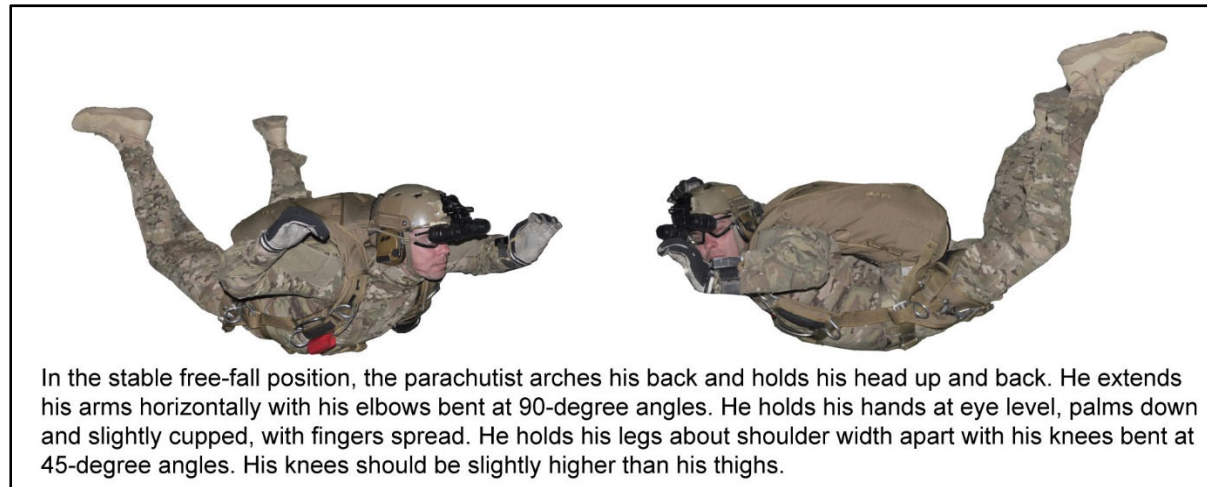 In the stable free-fall position, the parachutist arches his back and holds his head up and back. He extends
his arms horizontally with his elbows bent at 90-degree angles. He holds his hands at eye level, palms down
and slightly cupped, with fingers spread. He holds his legs about shoulder width apart with his knees bent at
45-degree angles. His knees should be slightly higher than his thighs.